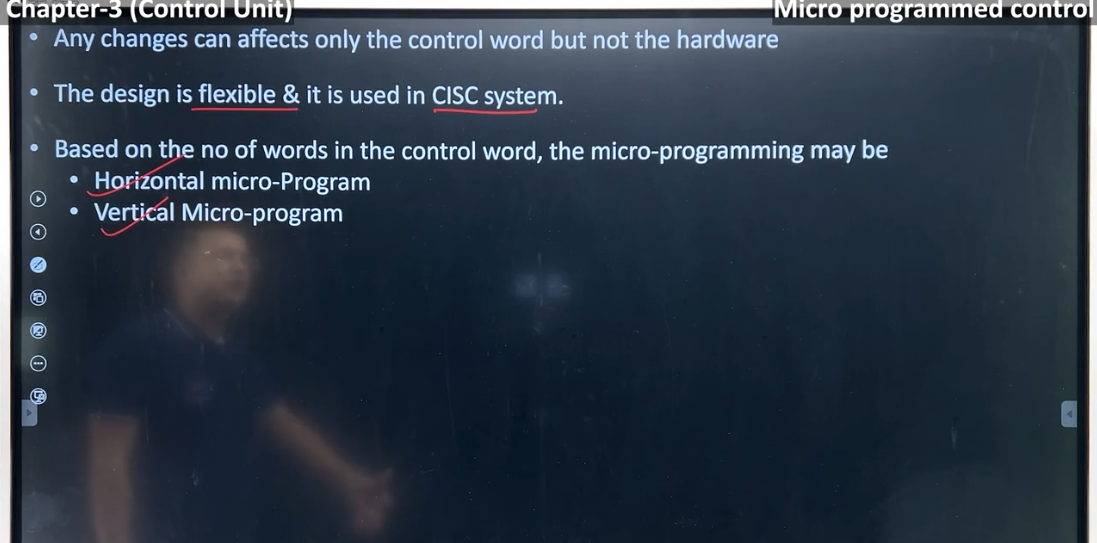 Chapter-3 (Control Unit)
Micro programmed control
• Any changes can affects only the control word but not the hardware
• The design is flexible & it is used in CISC system.
• Based on the no of words in the control word, the micro-programming may be
• Horizontal micro-Program
• Vertical Micro-program